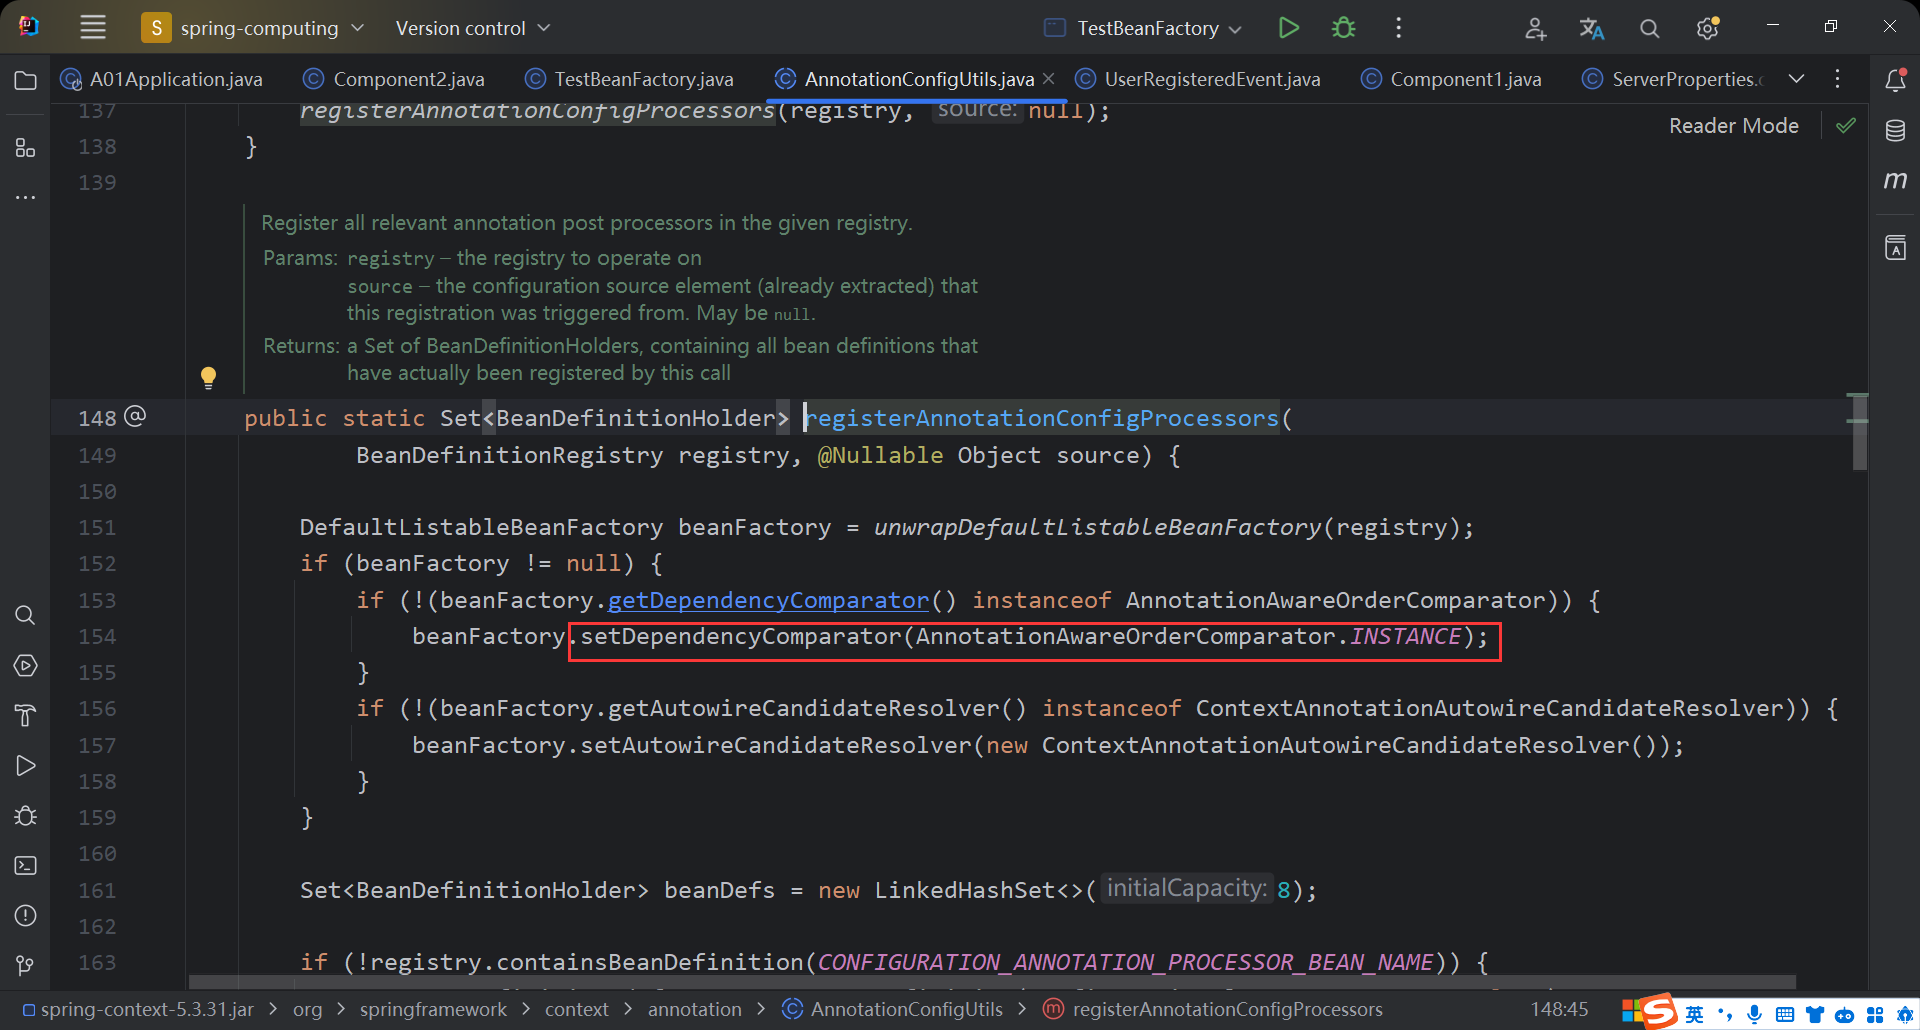 S spring-computing Version control TestBeanFactory
A01Application.java Component2.java TestBeanFactory.java AnnotationConfigUtils.java UserRegisteredEvent.java Component1.java ServerProperties.
137 registerAnnotationConfigProcessors(registry, source: null);
Reader Mode
138 }
139
Register all relevant annotation post processors in the given registry.
Params: registry – the registry to operate on
source – the configuration source element (already extracted) that
this registration was triggered from. May be null.
Returns: a Set of BeanDefinitionHolders, containing all bean definitions that
have actually been registered by this call
148 @ public static Set<BeanDefinitionHolder> registerAnnotationConfigProcessors(
149 BeanDefinitionRegistry registry, @Nullable Object source) {
150
151 DefaultListableBeanFactory beanFactory = unwrapDefaultListableBeanFactory(registry);
152 if (beanFactory != null) {
153 if (!(beanFactory.getDependencyComparator() instanceof AnnotationAwareOrderComparator)) {
154 beanFactory.setDependencyComparator(AnnotationAwareOrderComparator.INSTANCE);
155 }
156 if (!(beanFactory.getAutowireCandidateResolver() instanceof ContextAnnotationAutowireCandidateResolver)) {
157 beanFactory.setAutowireCandidateResolver(new ContextAnnotationAutowireCandidateResolver());
158 }
159 }
160
161 Set<BeanDefinitionHolder> beanDefs = new LinkedHashSet<>( initialCapacity: 8);
162
163 if (!registry.containsBeanDefinition(CONFIGURATION_ANNOTATION_PROCESSOR_BEAN_NAME)) {
spring-context-5.3.31.jar > org > springframework > context > annotation > AnnotationConfigUtils > registerAnnotationConfigProcessors 148:45 英